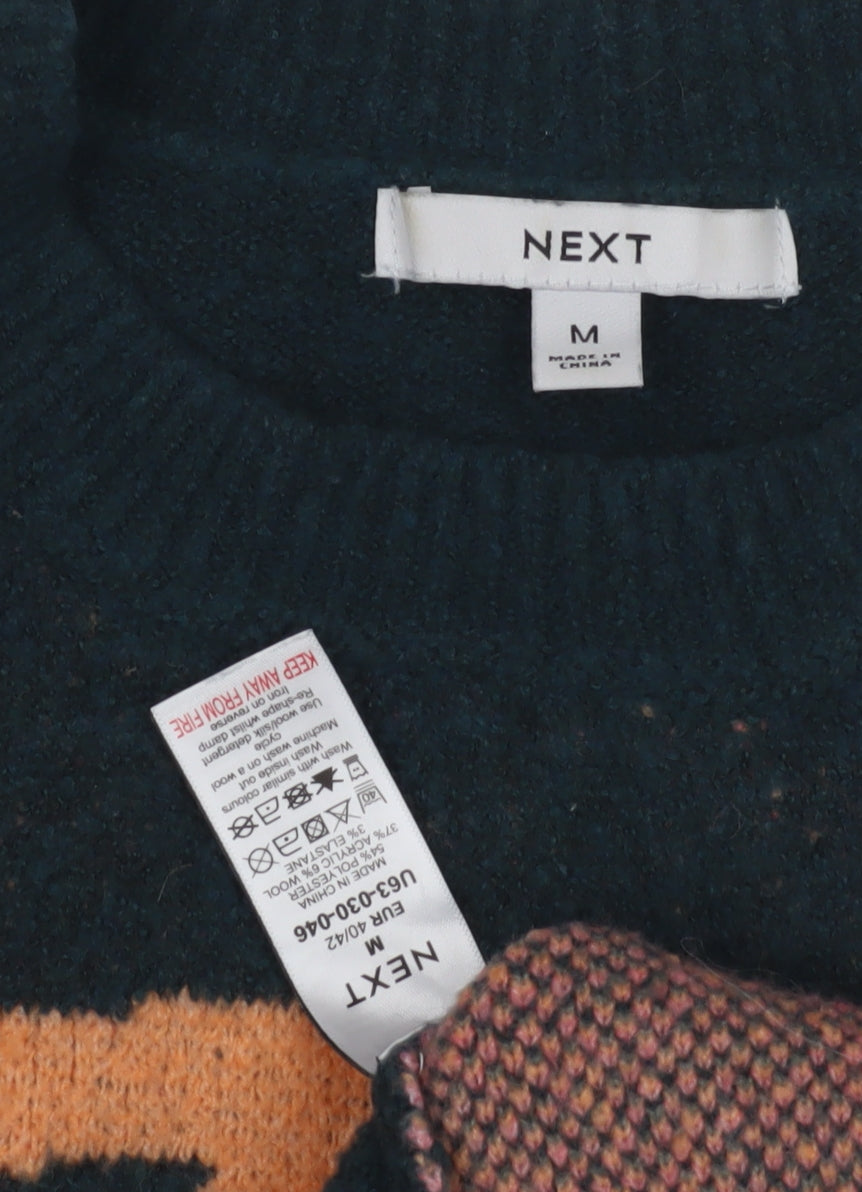 NEXT
M
MADE IN
CHINA
NEXT
M
EUR 40/42
U63-030-046
MADE IN CHINA
54% POLYESTER
37% ACRYLIC 6% WOOL
3% ELASTANE
40
Wash with similar colours
Wash with inside out
Machine wash on a wool
cycle
Use wool/silk detergent
Re-shape whilst damp
Iron on reverse
KEEP AWAY FROM FIRE